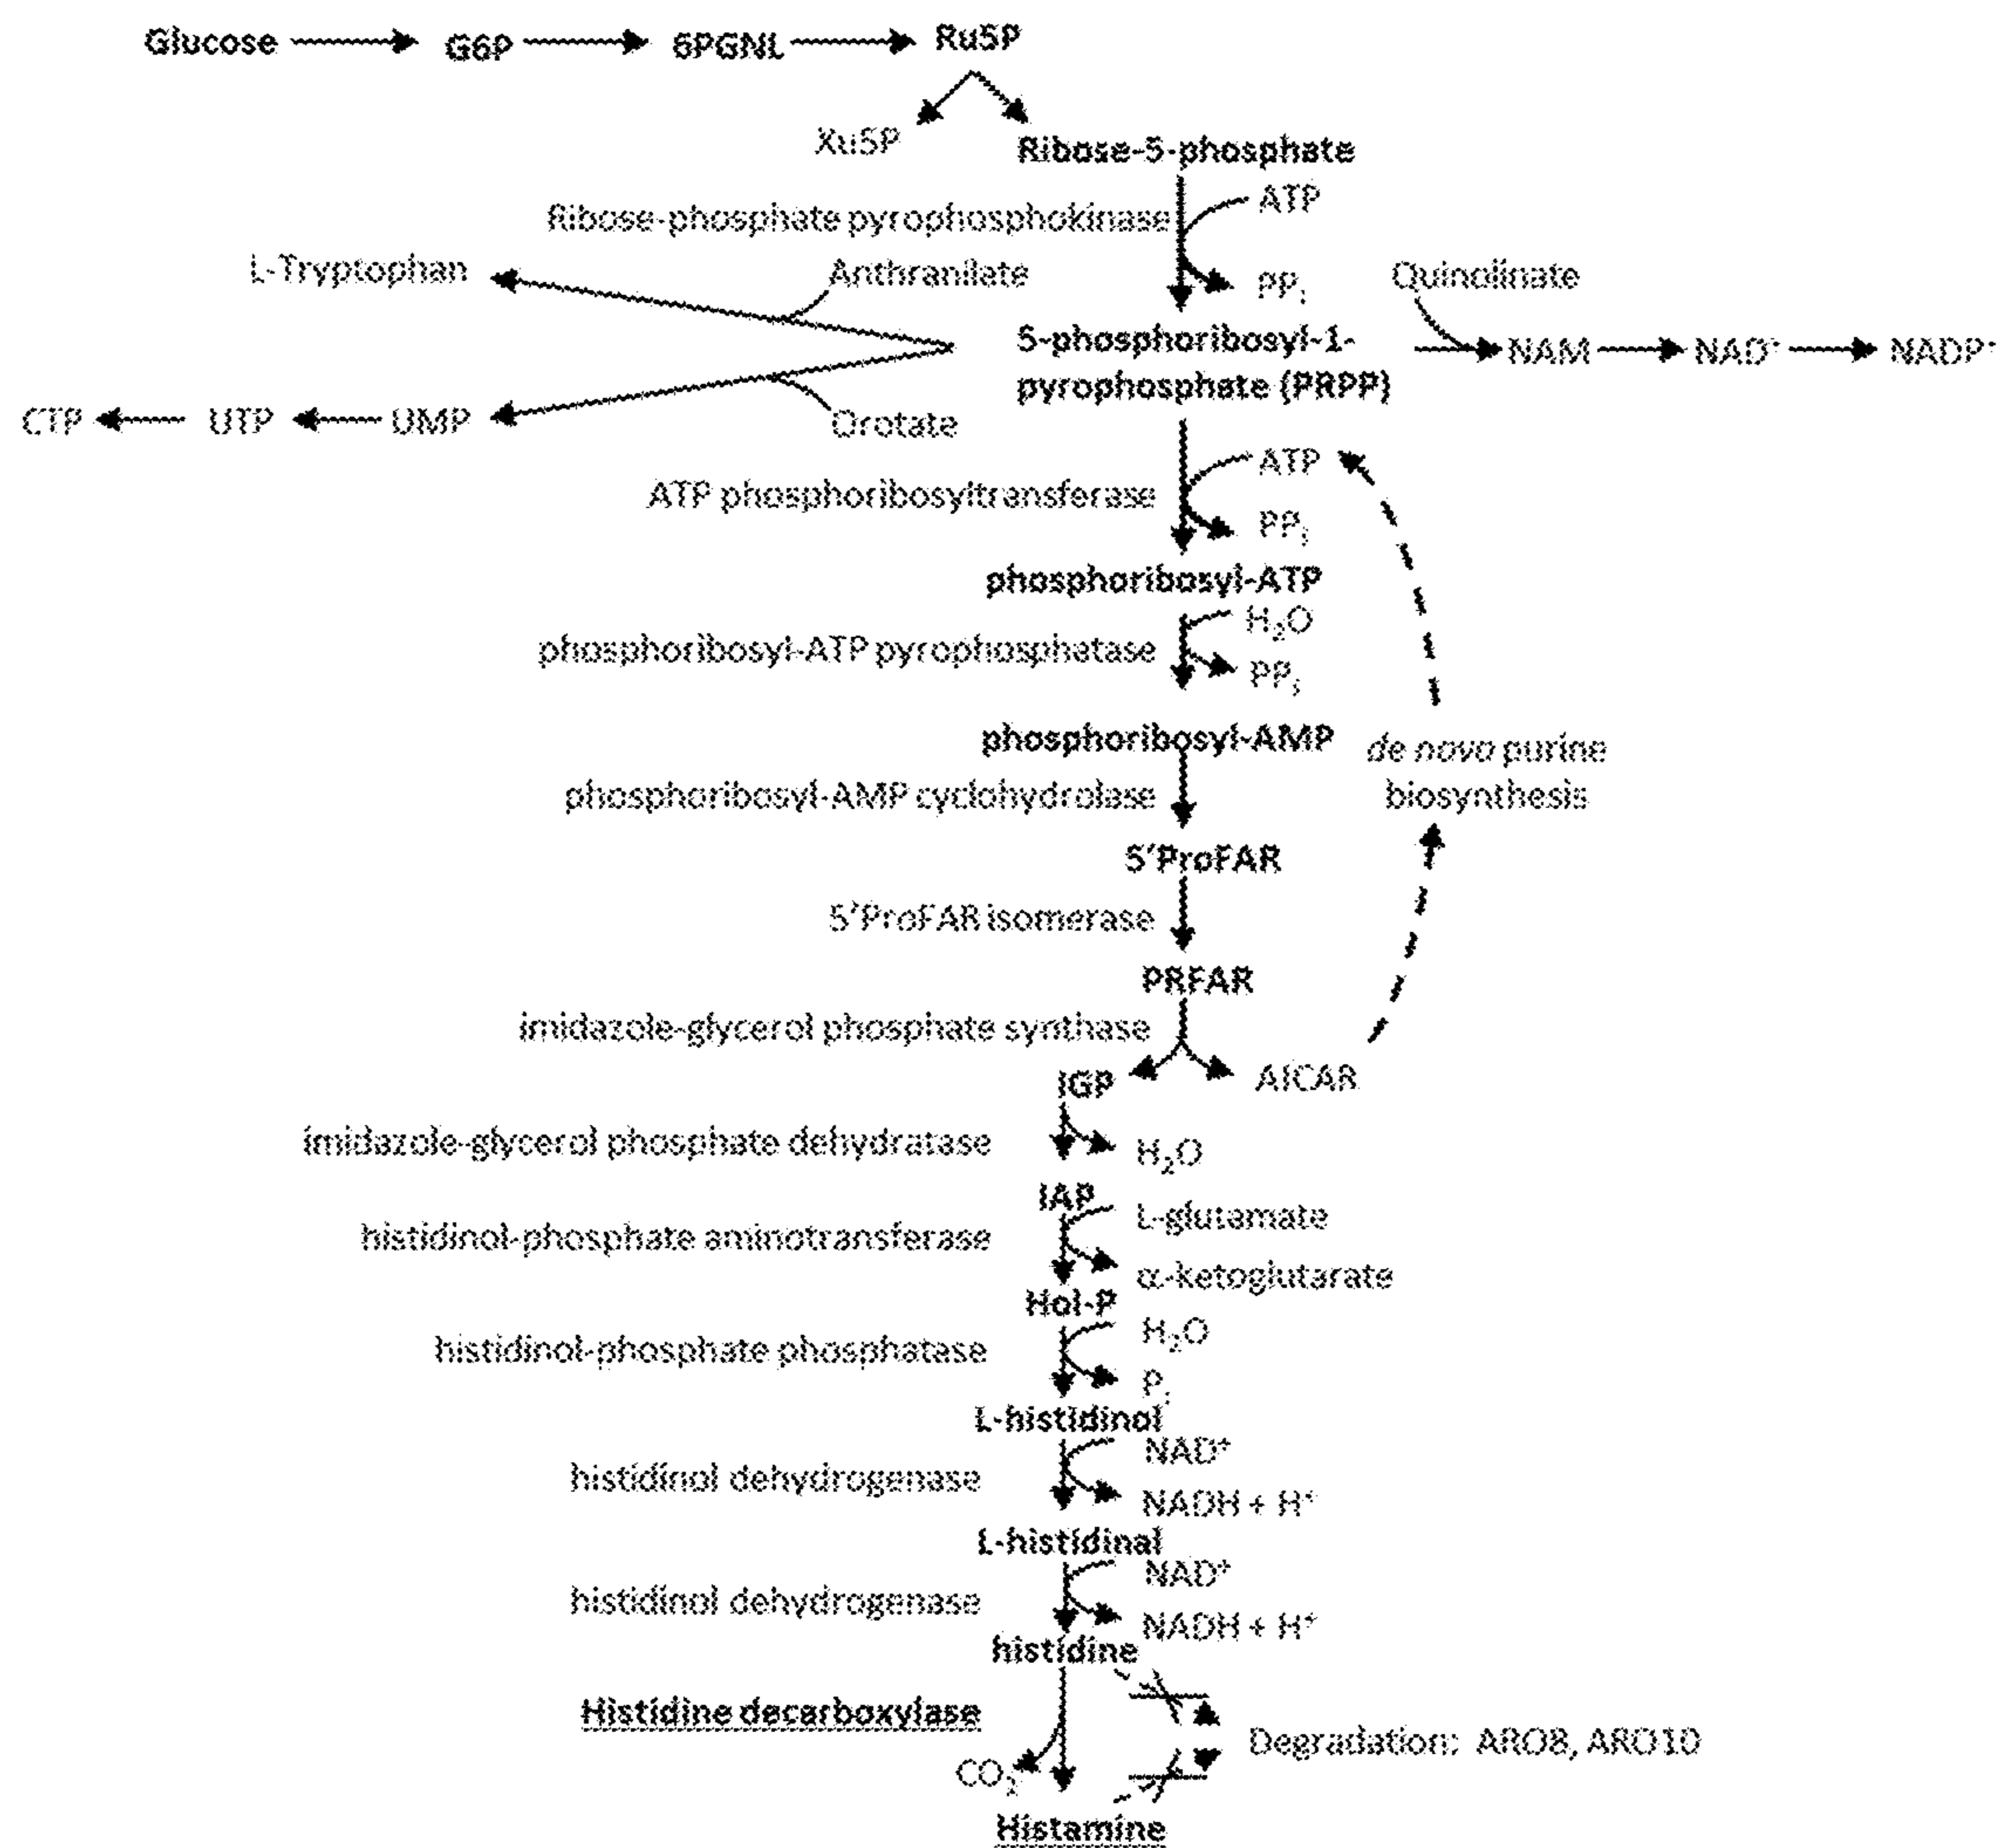 Glucose G6P 6PGNL Ru5P
Xu5P Ribose-5-phosphate
Ribose-phosphate pyrophosphokinase ATP
L-Tryptophan Anthranilate PPi Quinolinate
5-phosphoribosyl-1-
pyrophosphate (PRPP) NAM NAD+ NADP+
CTP UTP UMP Orotate
ATP phosphoribosyltransferase ATP
PPi
phosphoribosyl-ATP
H2O
phosphoribosyl-ATP pyrophosphatase
PPi
phosphoribosyl-AMP
de novo purine
biosynthesis
phosphoribosyl-AMP cyclohydrolase
5'ProFAR
5'ProFAR isomerase
PRFAR
imidazole-glycerol phosphate synthase
IGP AICAR
imidazole-glycerol phosphate dehydratase H2O
IAP
L-glutamate
histidinol-phosphate aminotransferase
α-ketoglutarate
Hol-P
H2O
histidinol-phosphate phosphatase
Pi
L-histidinol
NAD+
histidinol dehydrogenase
NADH + H+
L-histidinal
NAD+
histidinol dehydrogenase
NADH + H+
histidine
Histidine decarboxylase
Degradation: ARO8, ARO10
CO2
Histamine